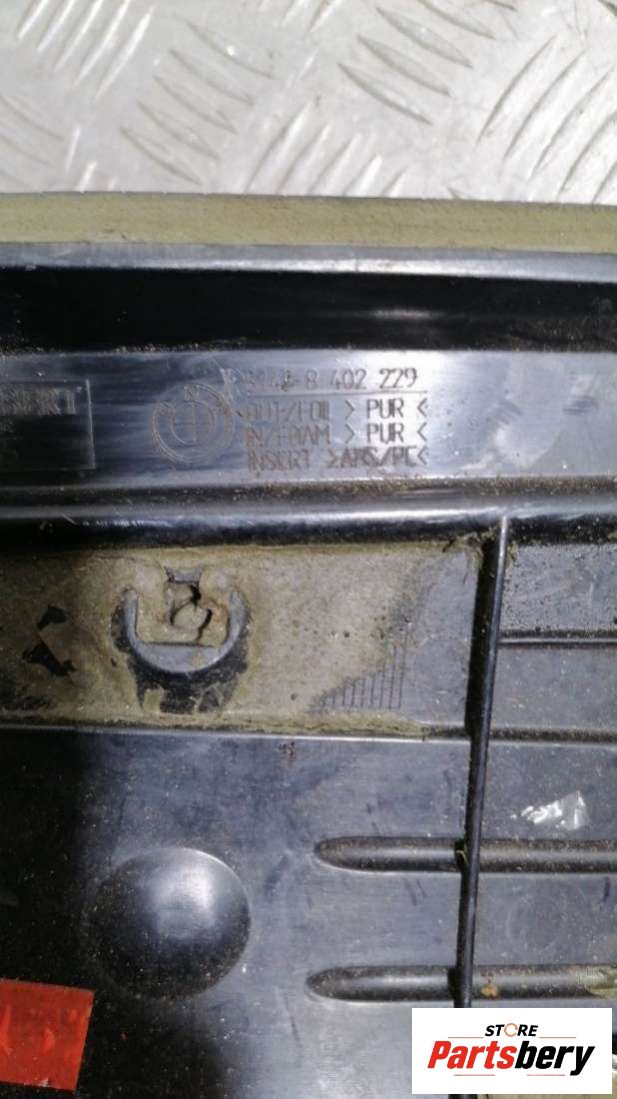 8 402 229
OUT/FOIL > PUR <
IN/FOAM > PUR <
INSERT >ABS/PC<
STORE
Partsbery